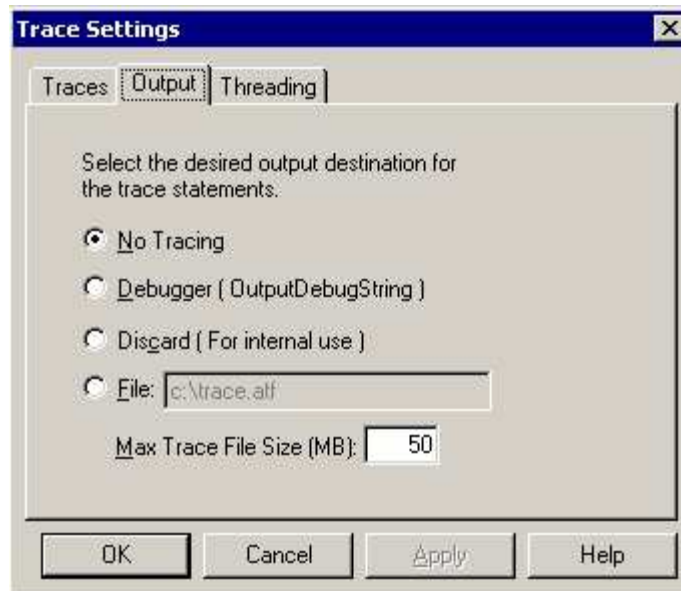 Trace Settings
Traces Output Threading
Select the desired output destination for
the trace statements.
No Tracing
Debugger ( OutputDebugString )
Discard ( For internal use )
File: c:\trace.atf
Max Trace File Size (MB): 50
OK Cancel Apply Help